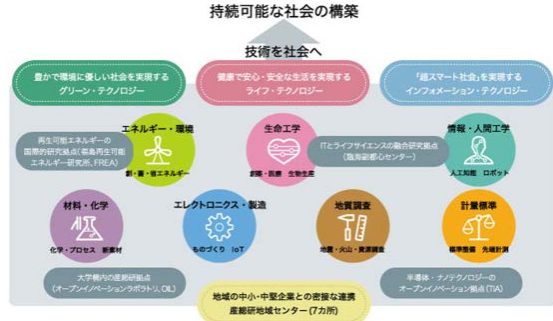 持続可能な社会の構築
技術を社会へ
豊かで環境に優しい社会を実現する
グリーン・テクノロジー
健康で安心・安全な生活を実現する
ライフ・テクノロジー
「超スマート社会」を実現する
インフォメーション・テクノロジー
再生可能エネルギーの
国際的研究拠点(福島再生可能
エネルギー研究所、FREA)
エネルギー・環境
創・蓄・省エネルギー
生命工学
創薬・医療 生物生産
ITとライフサイエンスの融合研究拠点
(臨海副都心センター)
情報・人間工学
人工知能 ロボット
材料・化学
化学・プロセス 新素材
エレクトロニクス・製造
ものづくり IoT
地質調査
地震・火山・資源調査
計量標準
標準整備 先端計測
大学構内の産総研拠点
(オープンイノベーションラボラトリ、OIL)
地域の中小・中堅企業との密接な連携
産総研地域センター(7カ所)
半導体・ナノテクノロジーの
オープンイノベーション拠点(TIA)